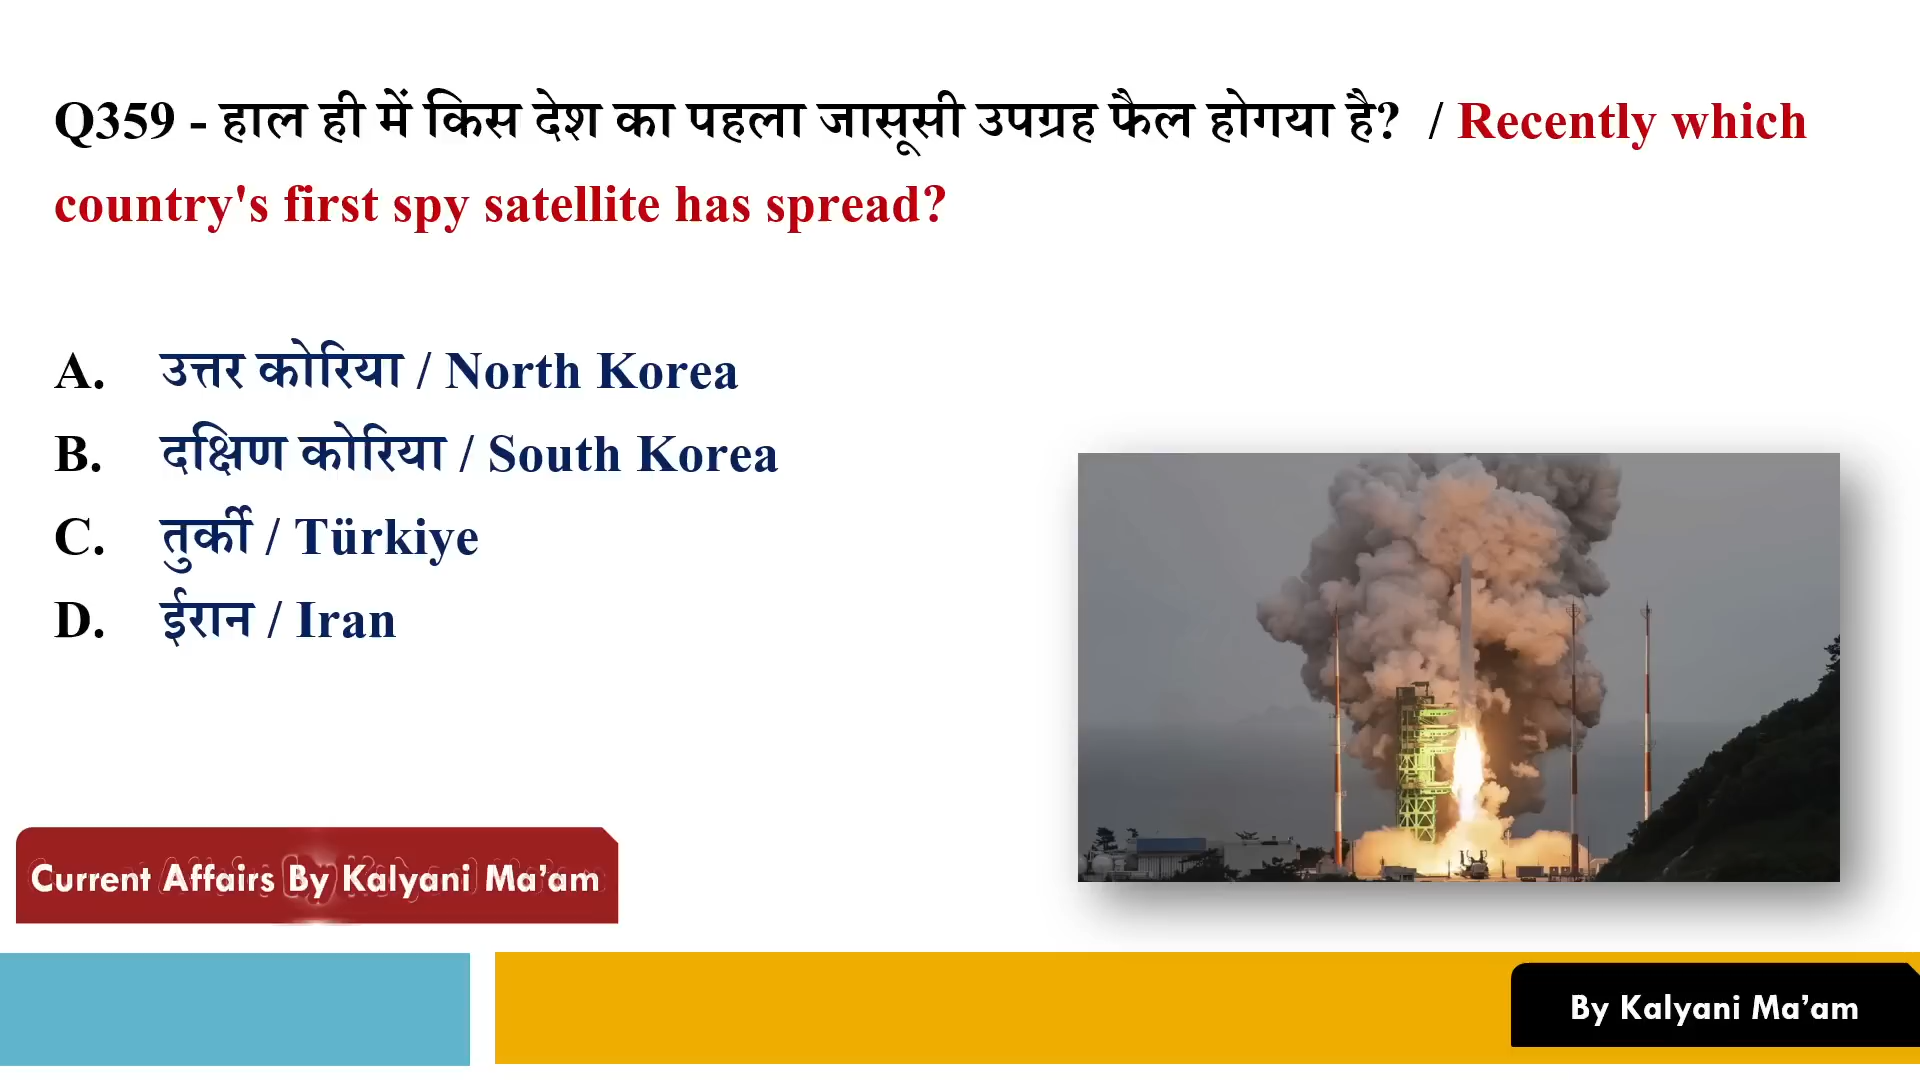 Q359 - हाल ही में किस देश का पहला जासूसी उपग्रह फैल होगया है?  / Recently which
country's first spy satellite has spread?
A. उत्तर कोरिया / North Korea
B. दक्षिण कोरिया / South Korea
C. तुर्की / Türkiye
D. ईरान / Iran
Current Affairs By Kalyani Ma’am
By Kalyani Ma’am